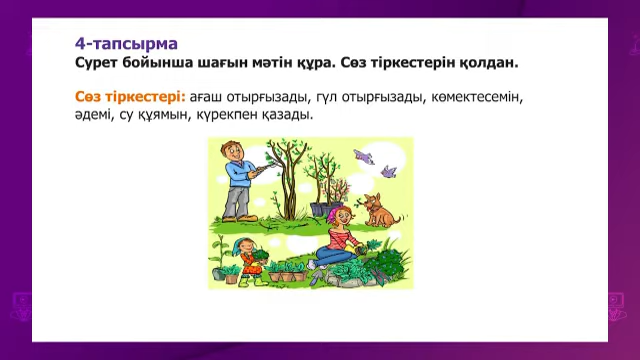 4-тапсырма
Сурет бойынша шағын мәтін құра. Сөз тіркестерін қолдан.
Сөз тіркестері: ағаш отырғызады, гүл отырғызады, көмектесемін,
әдемі, су құямын, күрекпен қазады.